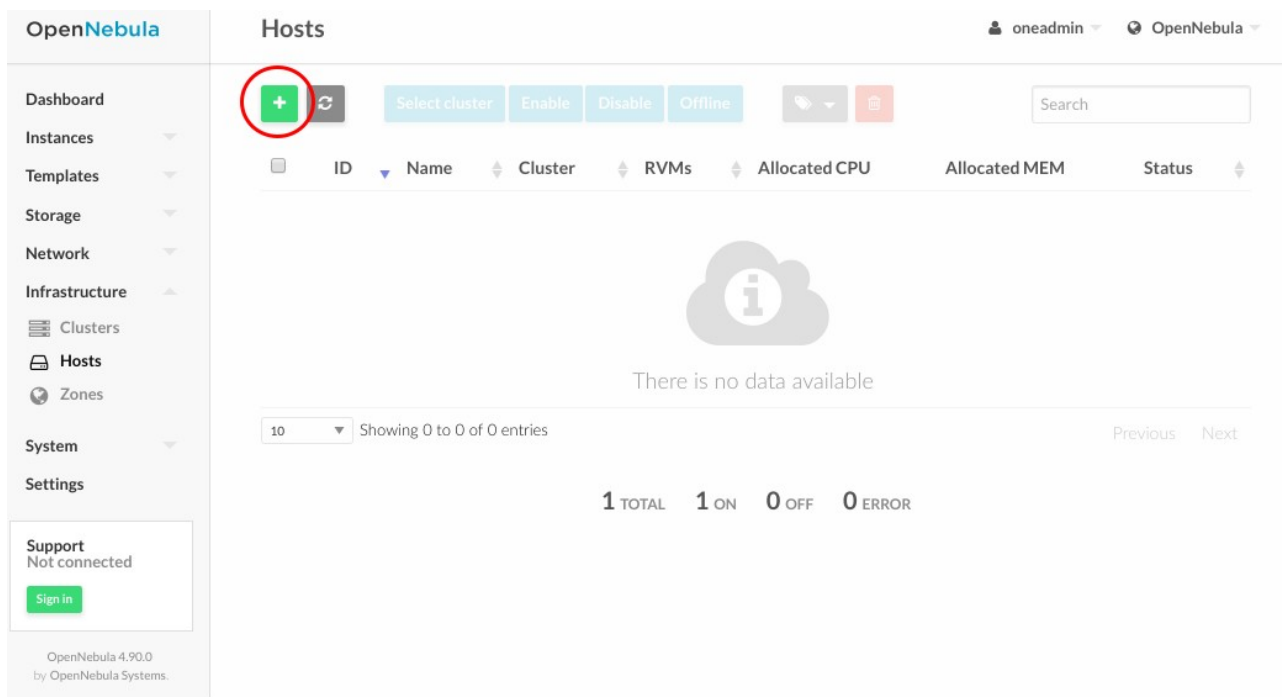 OpenNebula
Hosts
oneadmin
OpenNebula
Dashboard
Instances
Templates
Storage
Network
Infrastructure
Clusters
Hosts
Zones
System
Settings
Support
Not connected
Sign in
OpenNebula 4.90.0
by OpenNebula Systems.
+
Select cluster Enable Disable Offline
Search
ID Name Cluster RVMs Allocated CPU Allocated MEM Status
i
There is no data available
10 Showing 0 to 0 of 0 entries
Previous Next
1 TOTAL 1 ON 0 OFF 0 ERROR